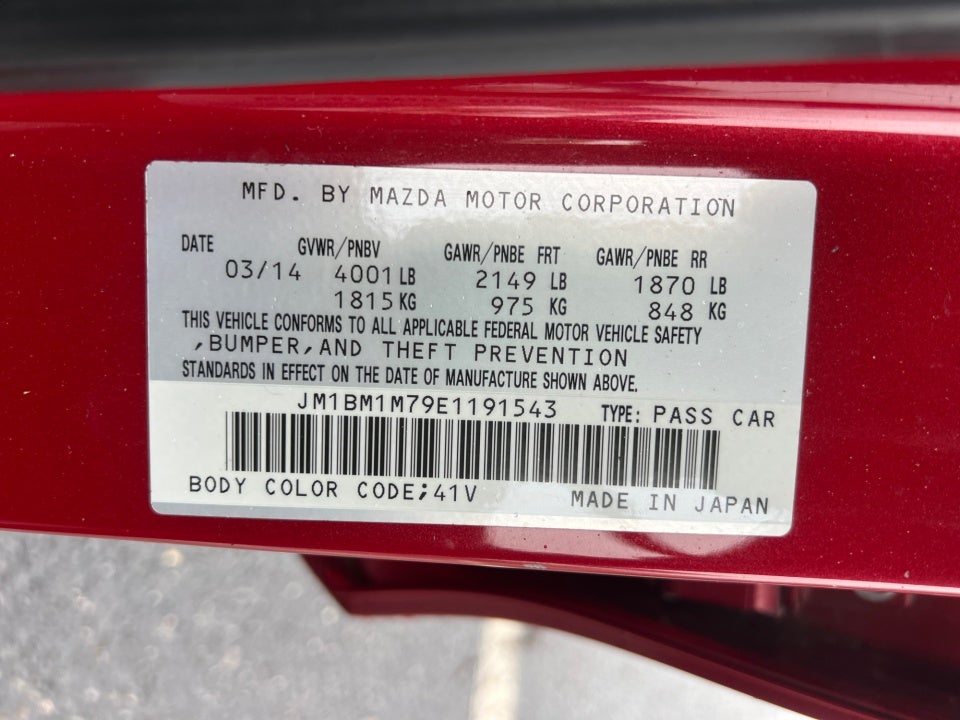 MFD. BY MAZDA MOTOR CORPORATION
DATE GVWR/PNBV GAWR/PNBE FRT GAWR/PNBE RR
03/14 4001 LB 2149 LB 1870 LB
1815 KG 975 KG 848 KG
THIS VEHICLE CONFORMS TO ALL APPLICABLE FEDERAL MOTOR VEHICLE SAFETY
,BUMPER,AND THEFT PREVENTION
STANDARDS IN EFFECT ON THE DATE OF MANUFACTURE SHOWN ABOVE.
JM1BM1M79E1191543 TYPE: PASS CAR
BODY COLOR CODE;41V MADE IN JAPAN